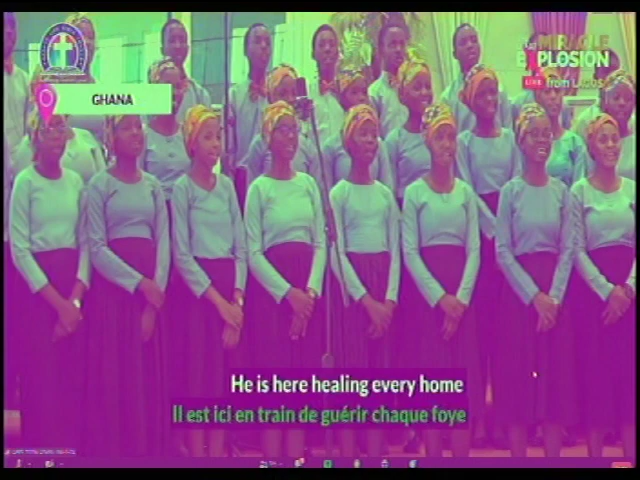 GHANA
MIRACLE
EXPLOSION
LIVE from LAGOS
He is here healing every home
Il est ici en train de guérir chaque foye